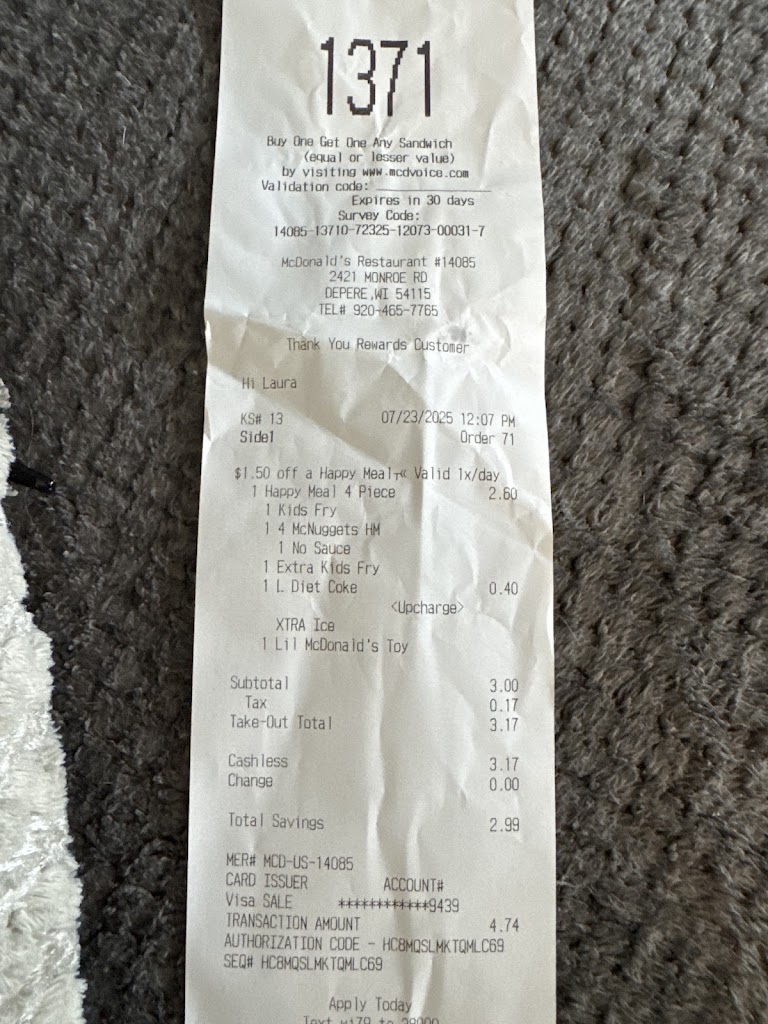 1371
Buy One Get One Any Sandwich
(equal or lesser value)
by visiting www.mcdvoice.com
Validation code: ____________
Expires in 30 days
Survey Code:
14085-13710-72325-12073-00031-7
McDonald's Restaurant #14085
2421 MONROE RD
DEPERE ,WI 54115
TEL# 920-465-7765
Thank You Rewards Customer
Hi Laura
KS# 13 07/23/2025 12:07 PM
Side1 Order 71
$1.50 off a Happy Meal┬« Valid 1x/day
1 Happy Meal 4 Piece 2.60
1 Kids Fry
1 4 McNuggets HM
1 No Sauce
1 Extra Kids Fry
1 L Diet Coke 0.40
<Upcharge>
XTRA Ice
1 Lil McDonald's Toy
Subtotal 3.00
Tax 0.17
Take-Out Total 3.17
Cashless 3.17
Change 0.00
Total Savings 2.99
MER# MCD-US-14085
CARD ISSUER ACCOUNT#
Visa SALE ************9439
TRANSACTION AMOUNT 4.74
AUTHORIZATION CODE - HC8MQSLMKTQMLC69
SEQ# HC8MQSLMKTQMLC69
Apply Today
Text wi79 to 38000